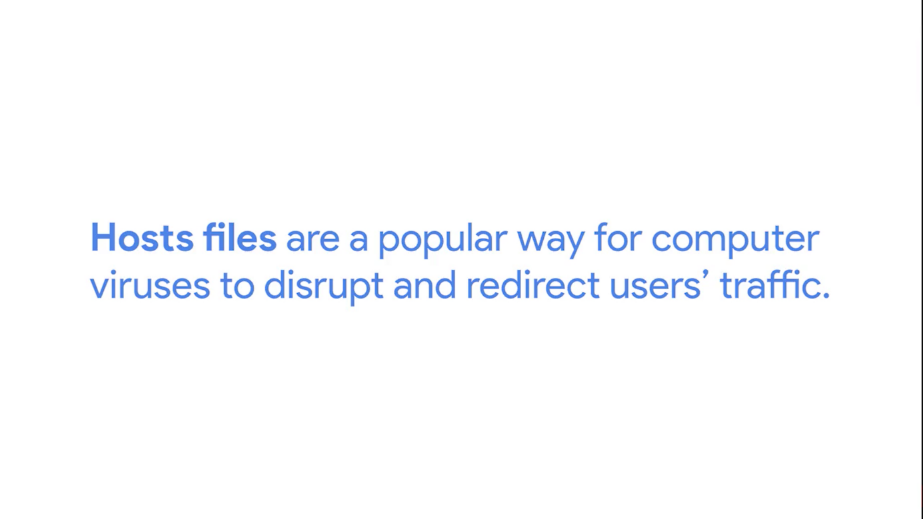 Hosts files are a popular way for computer
viruses to disrupt and redirect users’ traffic.